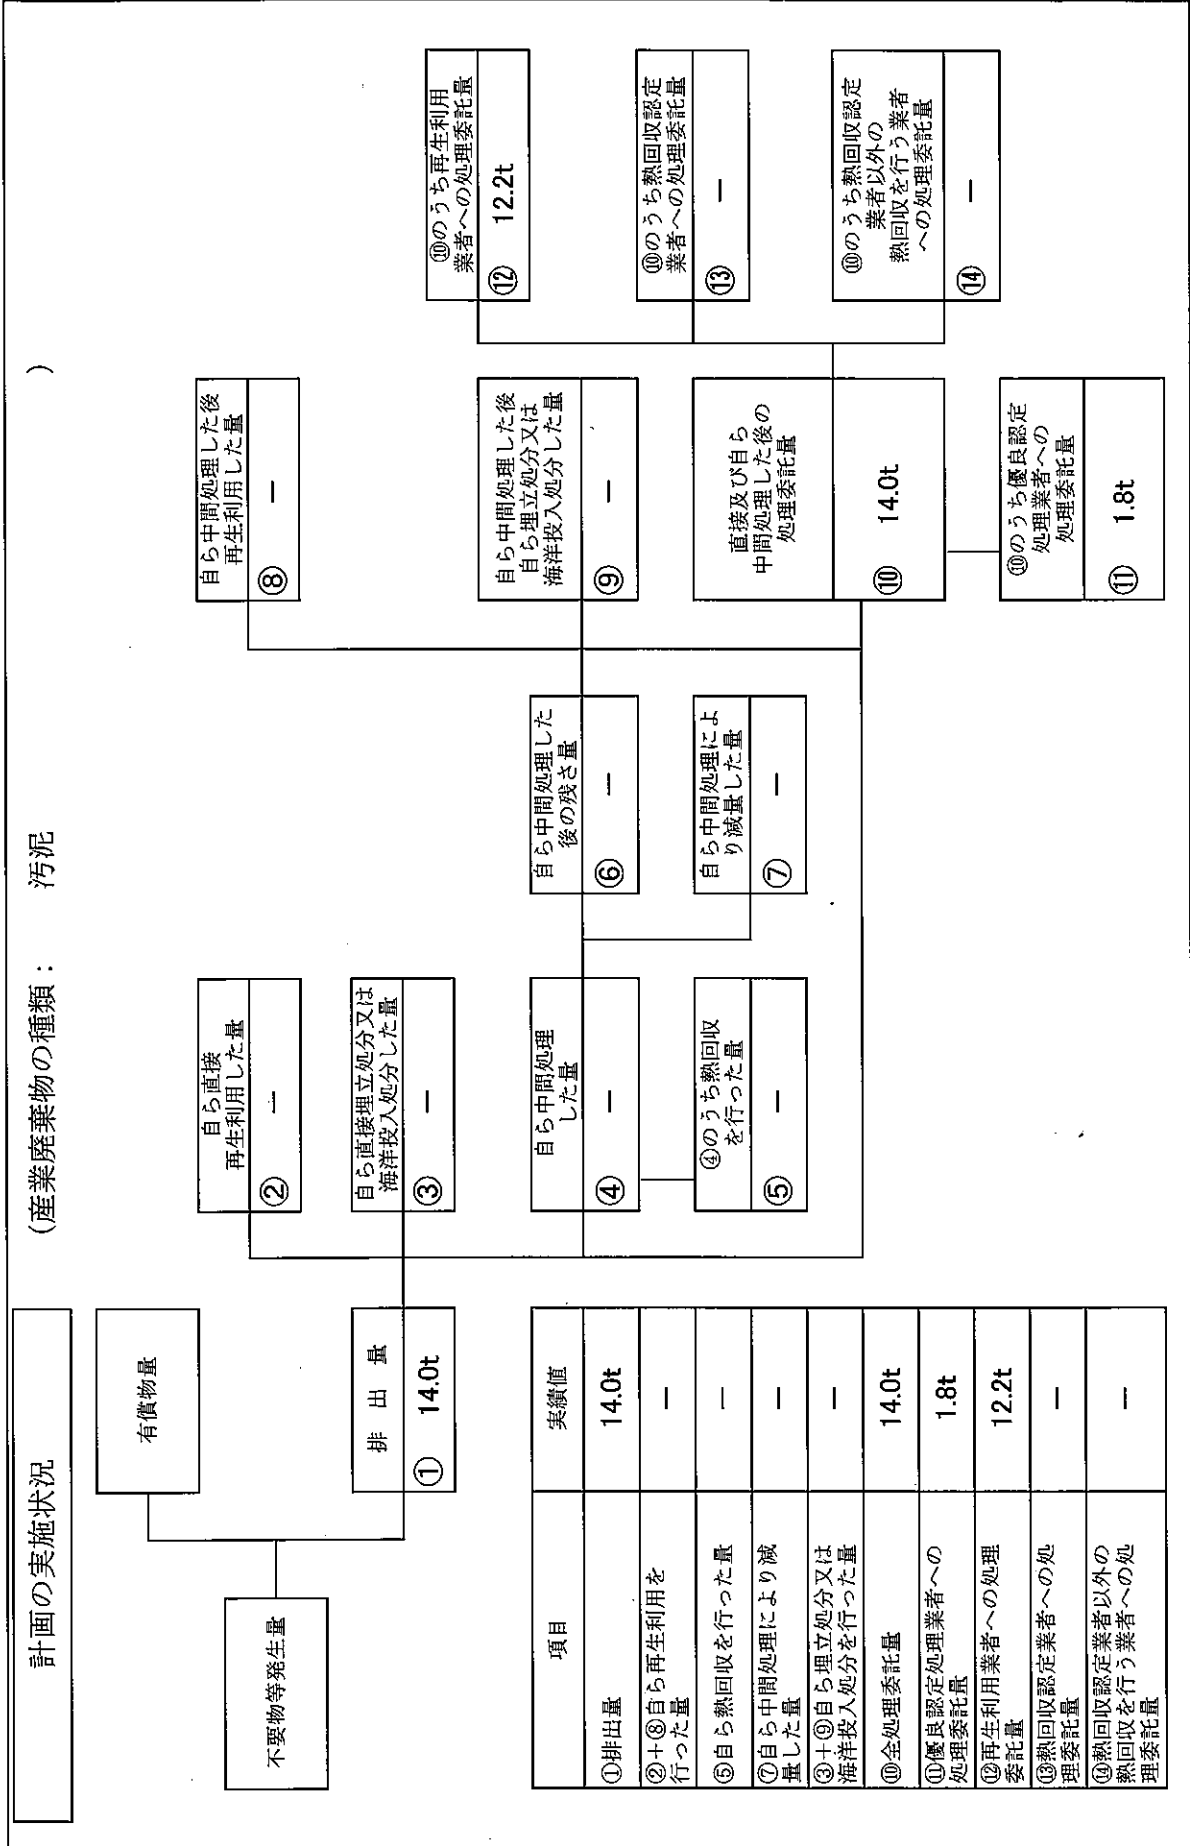 計画の実施状況
(産業廃棄物の種類： 汚泥 )
不要物等発生量
有償物量
排 出 量
① 14.0t
自ら直接
再生利用した量
② ー
自ら直接埋立処分又は
海洋投入処分した量
③ ー
自ら中間処理
した量
④ ー
④のうち熱回収
を行った量
⑤ ー
自ら中間処理した
後の残さ量
⑥ ー
自ら中間処理によ
り減量した量
⑦ ー
自ら中間処理した後
再生利用した量
⑧ ー
自ら中間処理した後
自ら埋立処分又は
海洋投入処分した量
⑨ ー
直接及び自ら
中間処理した後の
処理委託量
⑩ 14.0t
⑩のうち優良認定
処理業者への
処理委託量
⑪ 1.8t
⑩のうち再生利用
業者への処理委託量
⑫ 12.2t
⑩のうち熱回収認定
業者への処理委託量
⑬ ー
⑩のうち熱回収認定
業者以外の
熱回収を行う業者
への処理委託量
⑭ ー
項目 実績値
①排出量 14.0t
②+⑧自ら再生利用を
行った量 ー
⑤自ら熱回収を行った量 ー
⑦自ら中間処理により減
量した量 ー
③+⑨自ら埋立処分又は
海洋投入処分を行った量 ー
⑩全処理委託量 14.0t
⑪優良認定処理業者への
処理委託量 1.8t
⑫再生利用業者への処理
委託量 12.2t
⑬熱回収認定業者への処
理委託量 ー
⑭熱回収認定業者以外の
熱回収を行う業者への処
理委託量 ー